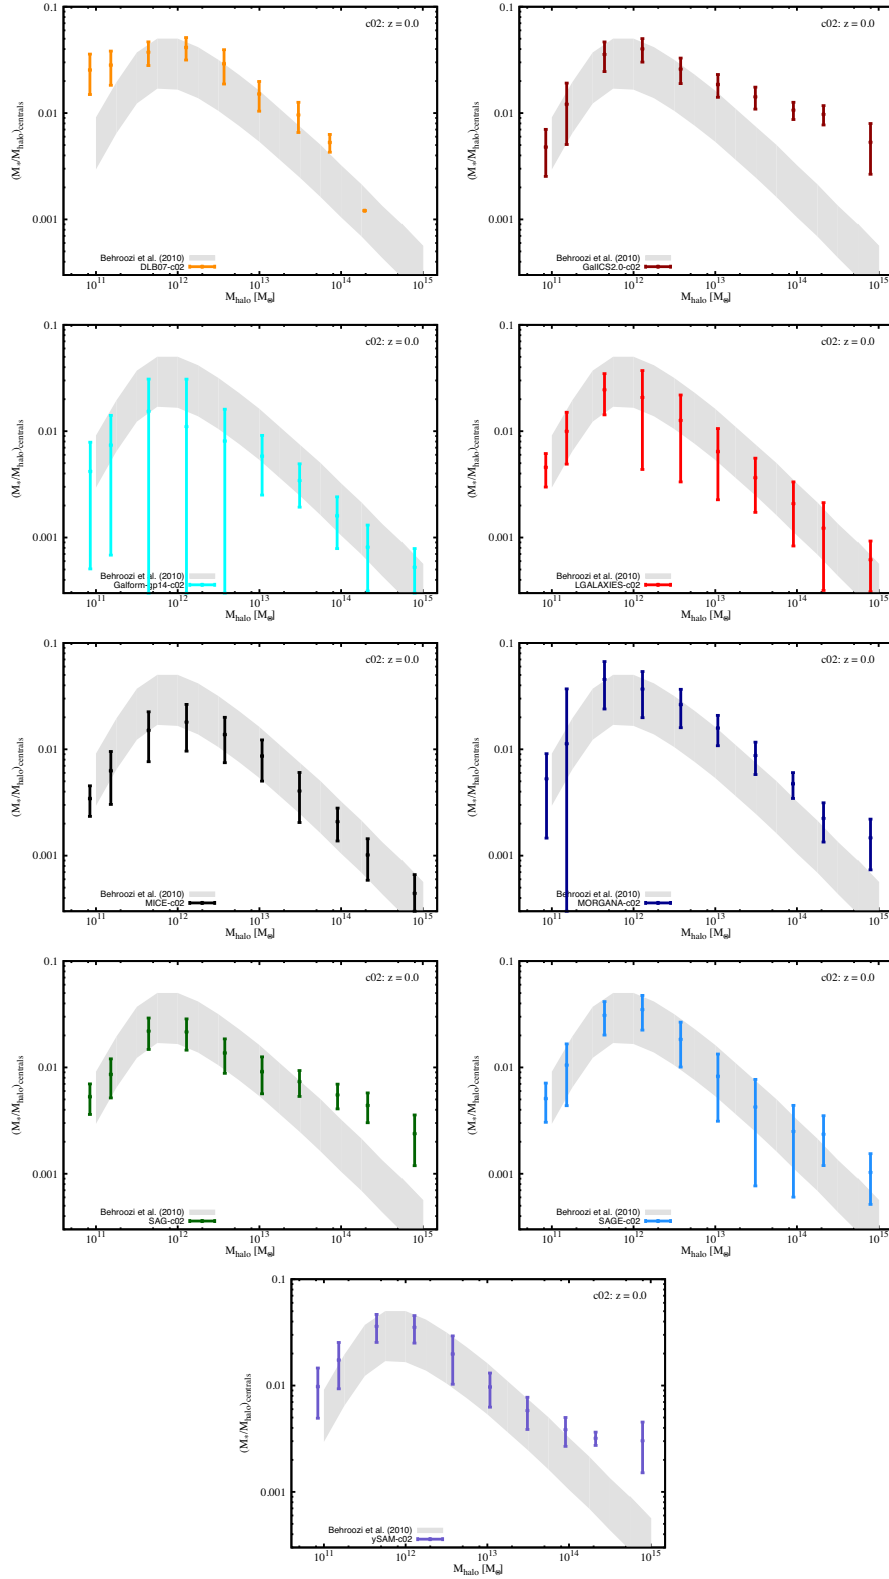 0.1
c02: z = 0.0
0.01
(M*/Mhalo)centrals
0.001
Behroozi et al. (2010)
DLB07-c02
10^11 10^12 10^13 10^14 10^15
Mhalo [M⊙]
0.1
c02: z = 0.0
0.01
(M*/Mhalo)centrals
0.001
Behroozi et al. (2010)
GalICS2.0-c02
10^11 10^12 10^13 10^14 10^15
Mhalo [M⊙]
0.1
c02: z = 0.0
0.01
(M*/Mhalo)centrals
0.001
Behroozi et al. (2010)
Galform-gp14-c02
10^11 10^12 10^13 10^14 10^15
Mhalo [M⊙]
0.1
c02: z = 0.0
0.01
(M*/Mhalo)centrals
0.001
Behroozi et al. (2010)
LGALAXIES-c02
10^11 10^12 10^13 10^14 10^15
Mhalo [M⊙]
0.1
c02: z = 0.0
0.01
(M*/Mhalo)centrals
0.001
Behroozi et al. (2010)
MICE-c02
10^11 10^12 10^13 10^14 10^15
Mhalo [M⊙]
0.1
c02: z = 0.0
0.01
(M*/Mhalo)centrals
0.001
Behroozi et al. (2010)
MORGANA-c02
10^11 10^12 10^13 10^14 10^15
Mhalo [M⊙]
0.1
c02: z = 0.0
0.01
(M*/Mhalo)centrals
0.001
Behroozi et al. (2010)
SAG-c02
10^11 10^12 10^13 10^14 10^15
Mhalo [M⊙]
0.1
c02: z = 0.0
0.01
(M*/Mhalo)centrals
0.001
Behroozi et al. (2010)
SAGE-c02
10^11 10^12 10^13 10^14 10^15
Mhalo [M⊙]
0.1
c02: z = 0.0
0.01
(M*/Mhalo)centrals
0.001
Behroozi et al. (2010)
ySAM-c02
10^11 10^12 10^13 10^14 10^15
Mhalo [M⊙]